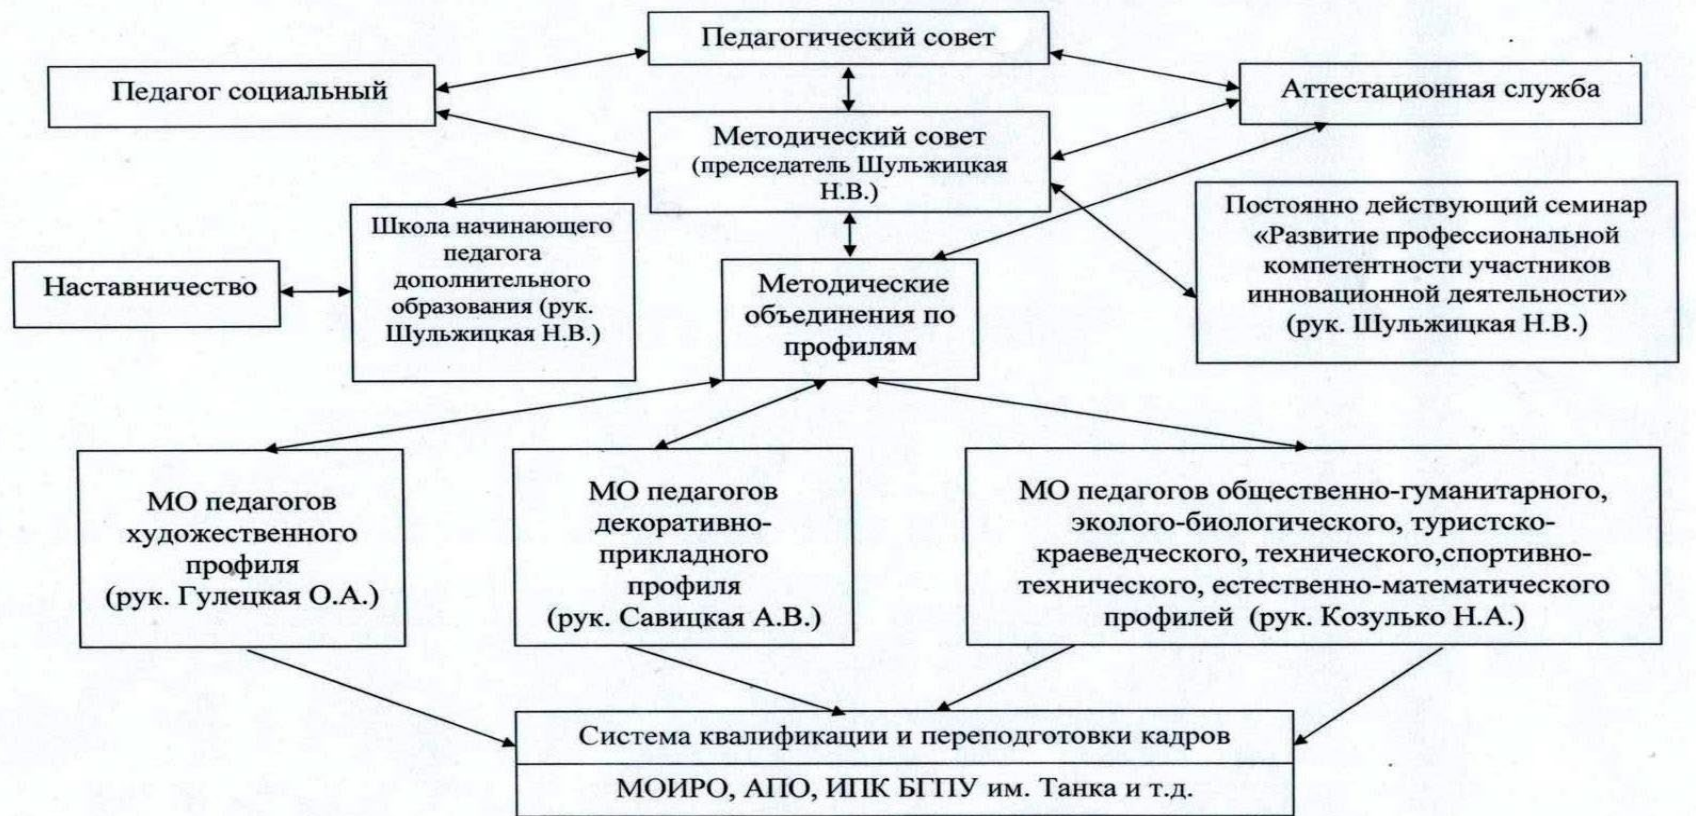 Педагогический совет
Педагог социальный
Аттестационная служба
Методический совет
(председатель Шульжицкая
Н.В.)
Школа начинающего
педагога
дополнительного
образования (рук.
Шульжицкая Н.В.)
Наставничество
Методические
объединения по
профилям
Постоянно действующий семинар
«Развитие профессиональной
компетентности участников
инновационной деятельности»
(рук. Шульжицкая Н.В.)
МО педагогов
художественного
профиля
(рук. Гулецкая О.А.)
МО педагогов
декоративно-
прикладного
профиля
(рук. Савицкая А.В.)
МО педагогов общественно-гуманитарного,
эколого-биологического, туристско-
краеведческого, технического,спортивно-
технического, естественно-математического
профилей (рук. Козулько Н.А.)
Система квалификации и переподготовки кадров
МОИРО, АПО, ИПК БГПУ им. Танка и т.д.